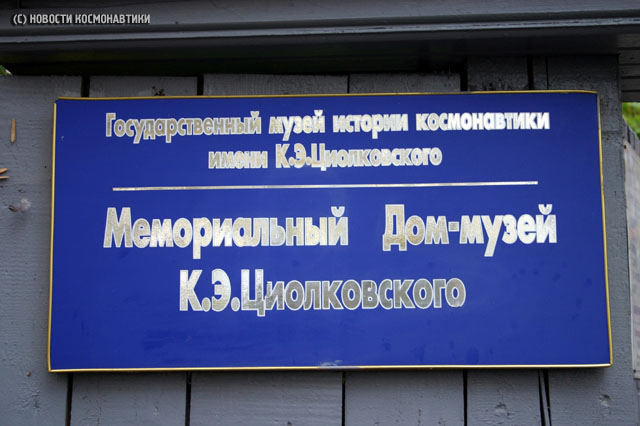 (С) НОВОСТИ КОСМОНАВТИКИ
Государственный музей истории космонавтики
имени К.Э.Циолковского
Мемориальный Дом-музей
К.Э.Циолковского